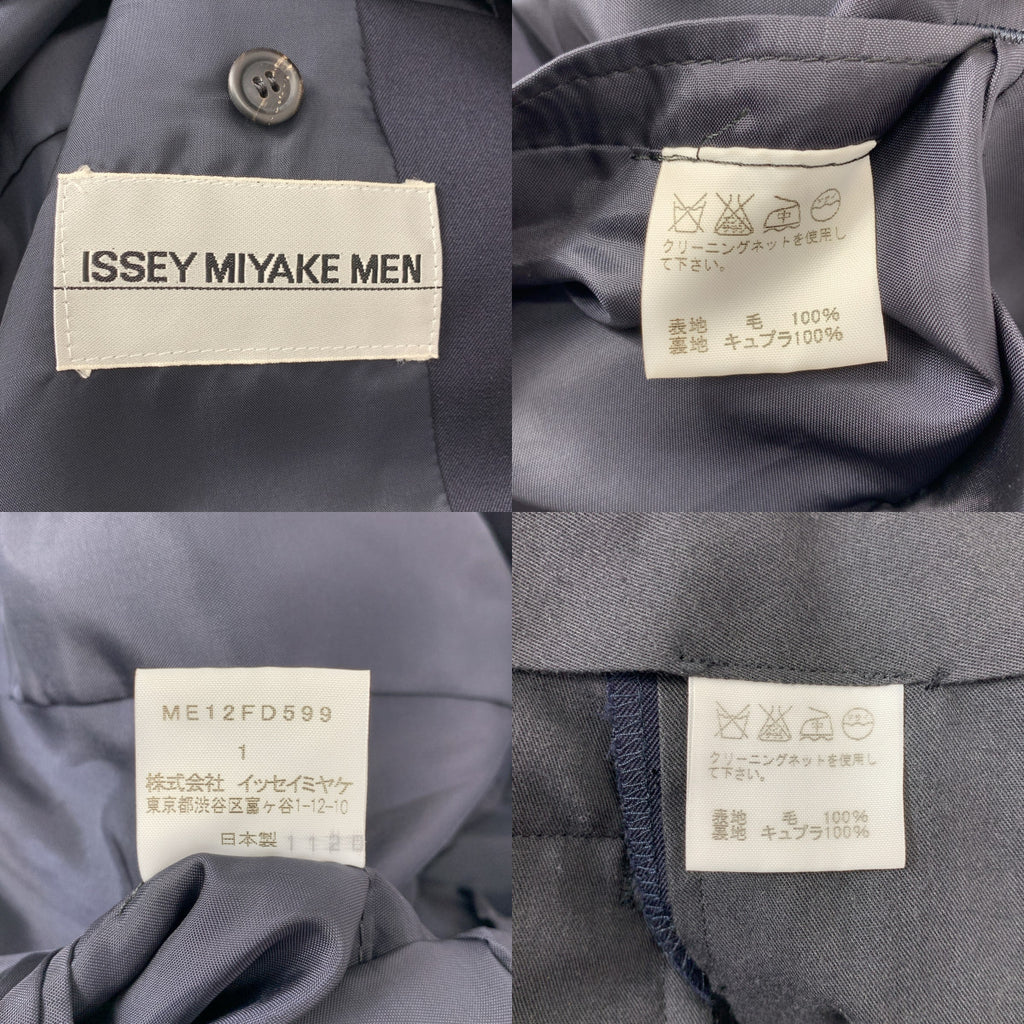 ISSEY MIYAKE MEN
中
クリーニングネットを使用し
て下さい。
表地 毛 100%
裏地 キュプラ100%
ME12FD599
1
株式会社 イッセイミヤケ
東京都渋谷区富ヶ谷1-12-10
日本製
中
クリーニングネットを使用し
て下さい。
表地 毛 100%
裏地 キュプラ100%